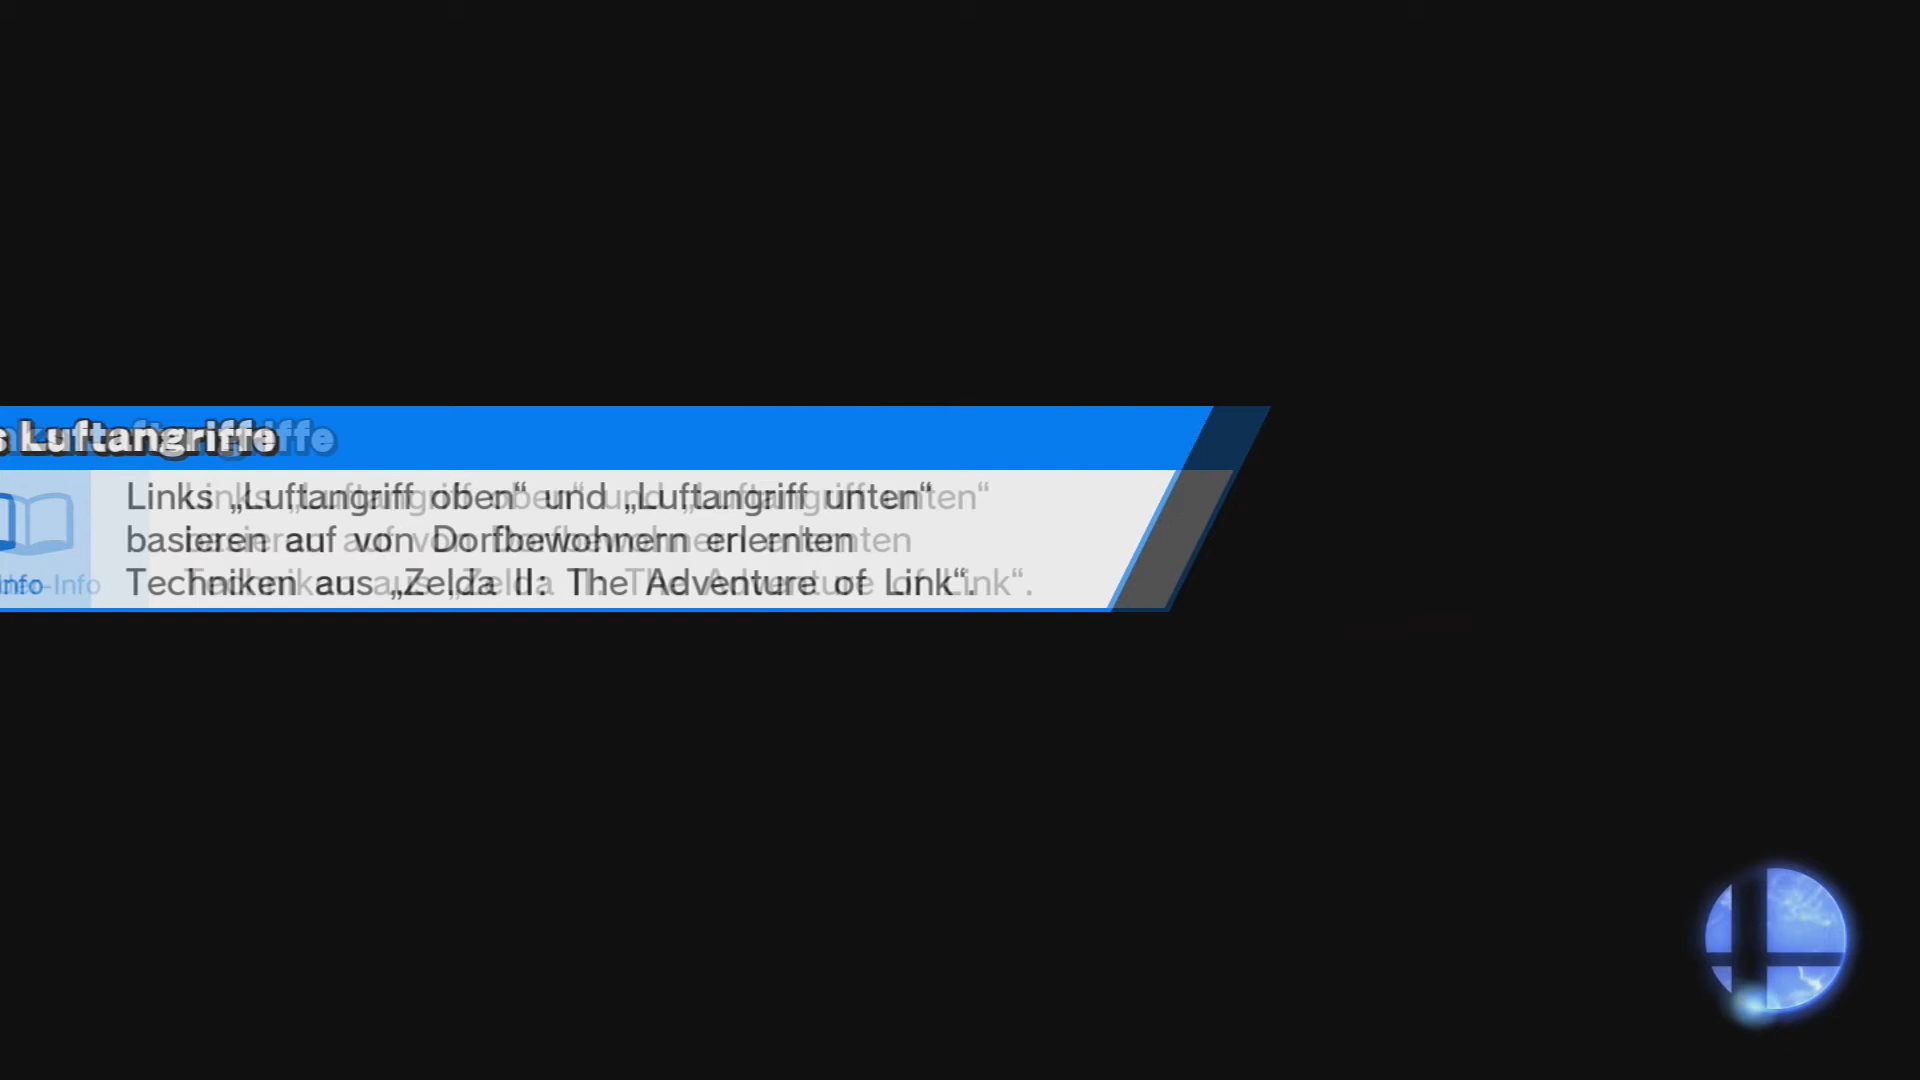 s Luftangriffe
Links „Luftangriff oben“ und „Luftangriff unten“
basieren auf von Dorfbewohnern erlernten
Techniken aus „Zelda II: The Adventure of Link“.
-Info